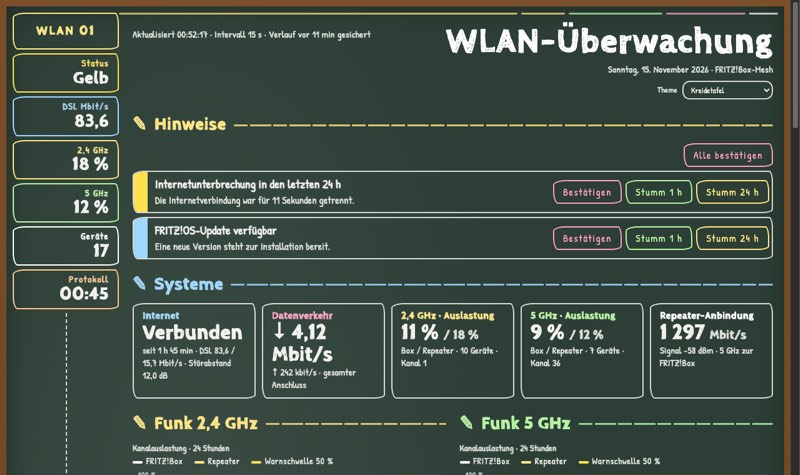 WLAN 01
Status
Gelb
DSL Mbit/s
83,6
2,4 GHz
18 %
5 GHz
12 %
Geräte
17
Protokoll
00:45
Aktualisiert 00:52:17 · Intervall 15 s · Verlauf vor 11 min gesichert
WLAN-Überwachung
Sonntag, 15. November 2026 · FRITZ!Box-Mesh
Theme Kreidetafel
Hinweise
Alle bestätigen
Internetunterbrechung in den letzten 24 h
Die Internetverbindung war für 11 Sekunden getrennt.
Bestätigen Stumm 1 h Stumm 24 h
FRITZ!OS-Update verfügbar
Eine neue Version steht zur Installation bereit.
Bestätigen Stumm 1 h Stumm 24 h
Systeme
Internet
Verbunden
seit 1 h 45 min · DSL 83,6 /
15,7 Mbit/s · Störabstand
12,0 dB
Datenverkehr
↓ 4,12
Mbit/s
↑ 242 kbit/s · gesamter
Anschluss
2,4 GHz · Auslastung
11 % / 18 %
Box / Repeater · 10 Geräte ·
Kanal 1
5 GHz · Auslastung
9 % / 12 %
Box / Repeater · 7 Geräte ·
Kanal 36
Repeater-Anbindung
1 297 Mbit/s
Signal -58 dBm · 5 GHz zur
FRITZ!Box
Funk 2,4 GHz
Kanalauslastung · 24 Stunden
FRITZ!Box Repeater Warnschwelle 50 %
Funk 5 GHz
Kanalauslastung · 24 Stunden
FRITZ!Box Repeater Warnschwelle 50 %